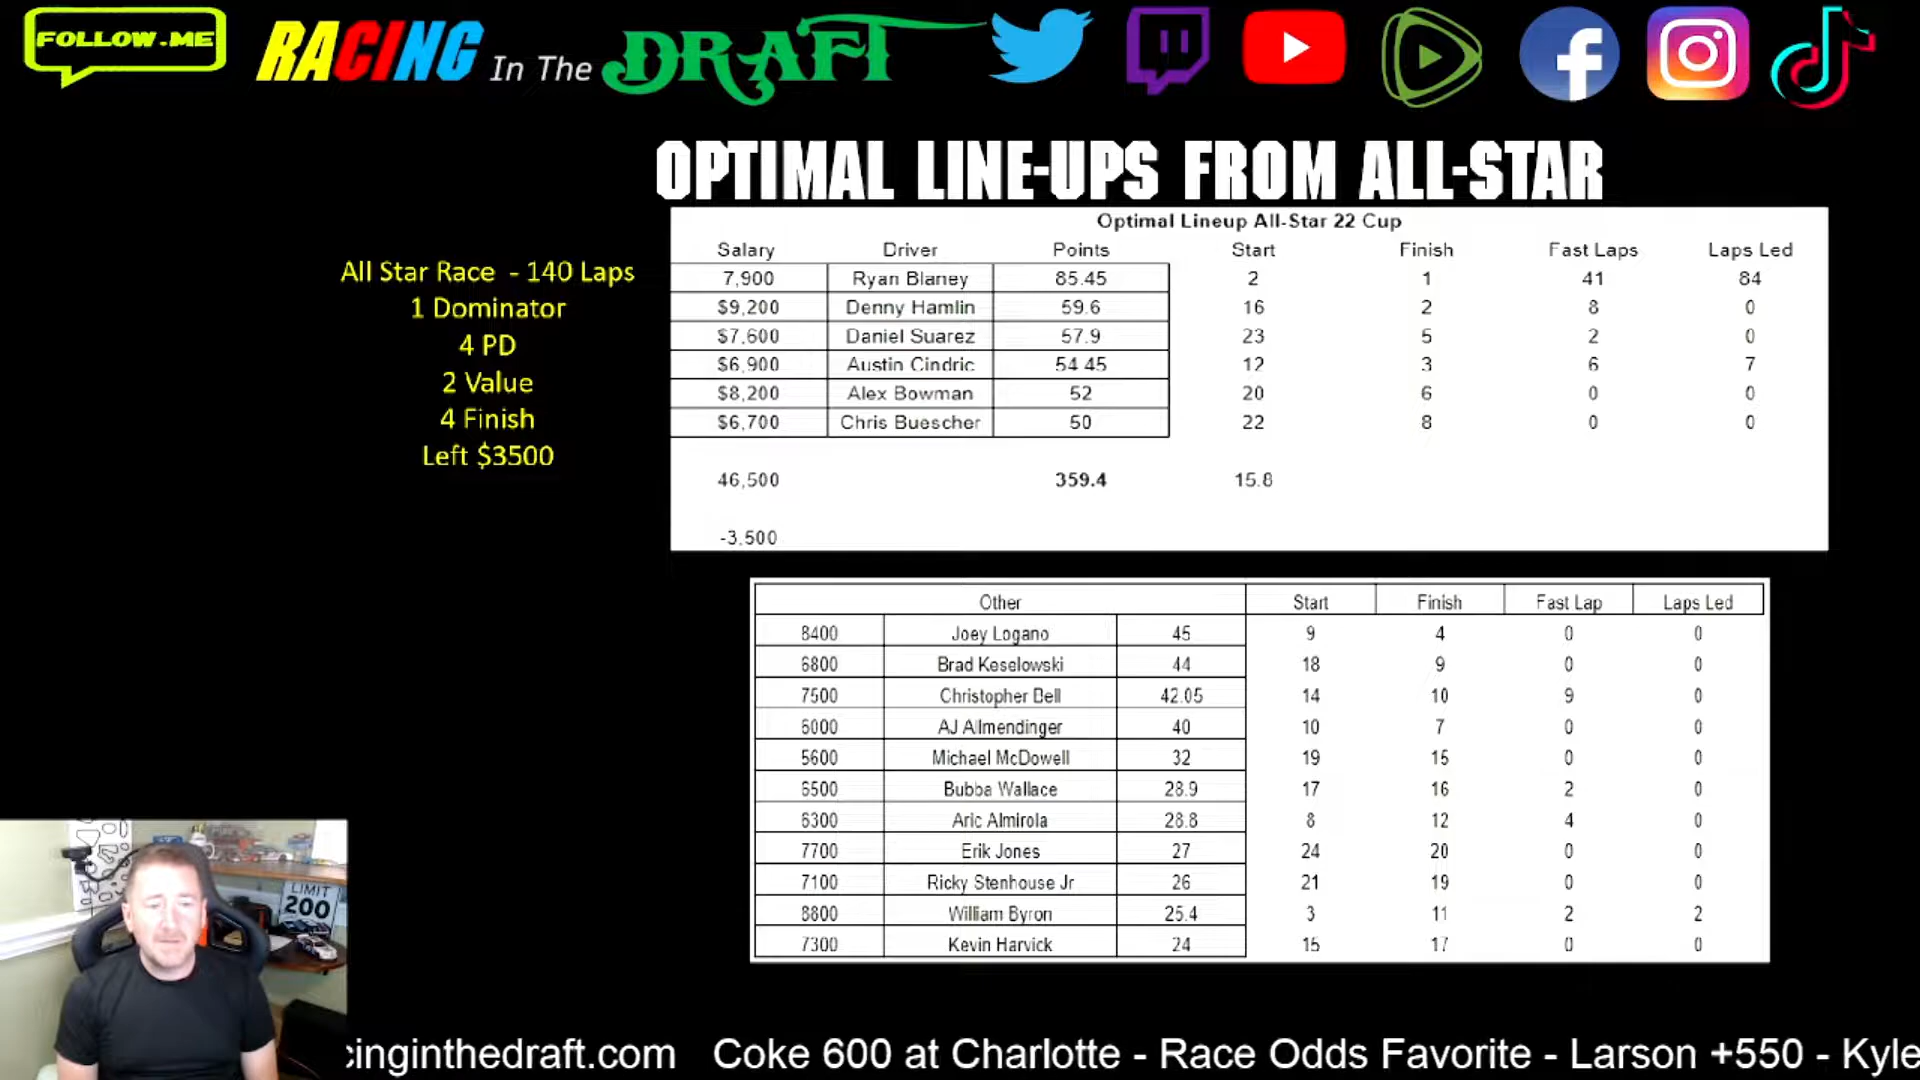 FOLLOW.ME
RACING In The DRAFT
OPTIMAL LINE-UPS FROM ALL-STAR
All Star Race - 140 Laps
1 Dominator
4 PD
2 Value
4 Finish
Left $3500
Optimal Lineup All-Star 22 Cup
Salary Driver Points Start Finish Fast Laps Laps Led
7,900 Ryan Blaney 85.45 2 1 41 84
$9,200 Denny Hamlin 59.6 16 2 8 0
$7,600 Daniel Suarez 57.9 23 5 2 0
$6,900 Austin Cindric 54.45 12 3 6 7
$8,200 Alex Bowman 52 20 6 0 0
$6,700 Chris Buescher 50 22 8 0 0
46,500 359.4 15.8
-3,500
Other Start Finish Fast Lap Laps Led
8400 Joey Logano 45 9 4 0 0
6800 Brad Keselowski 44 18 9 0 0
7500 Christopher Bell 42.05 14 10 9 0
6000 AJ Allmendinger 40 10 7 0 0
5600 Michael McDowell 32 19 15 0 0
6500 Bubba Wallace 28.9 17 16 2 0
6300 Aric Almirola 28.8 8 12 4 0
7700 Erik Jones 27 24 20 0 0
7100 Ricky Stenhouse Jr 26 21 19 0 0
8800 William Byron 25.4 3 11 2 2
7300 Kevin Harvick 24 15 17 0 0
LIMIT
200
cinginthedraft.com Coke 600 at Charlotte - Race Odds Favorite - Larson +550 - Kyle